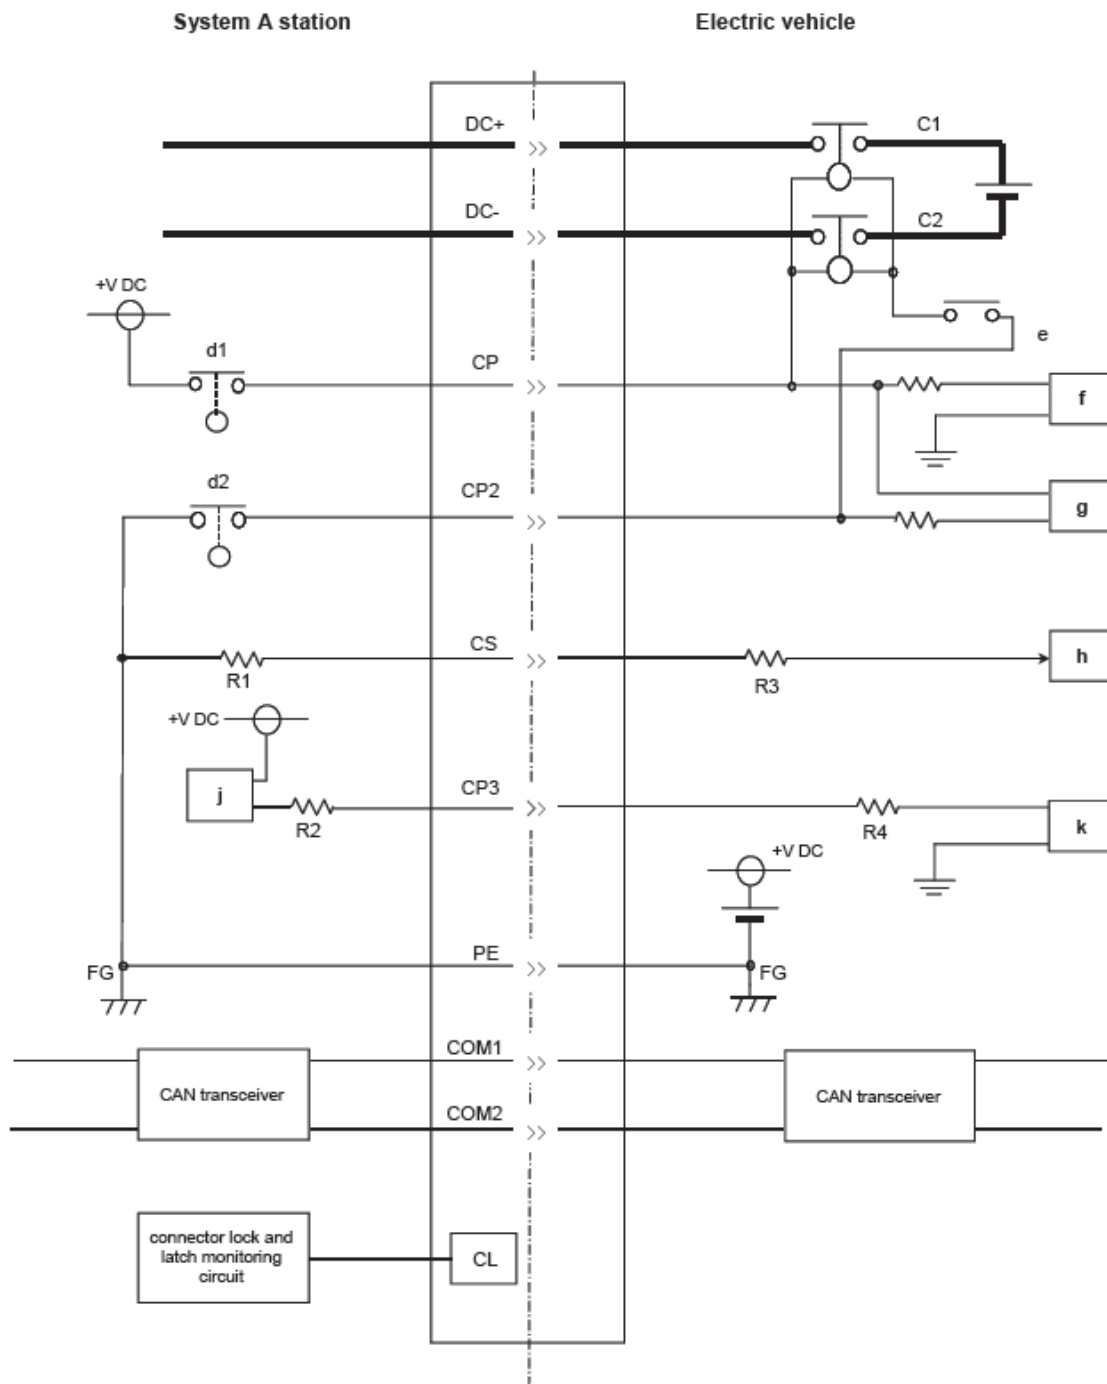 System A station
Electric vehicle
DC+
C1
DC-
C2
+V DC
d1
CP
e
f
d2
CP2
g
CS
R1
R3
h
+V DC
j
CP3
R2
R4
k
+V DC
PE
FG
FG
COM1
CAN transceiver
CAN transceiver
COM2
connector lock and
latch monitoring
circuit
CL